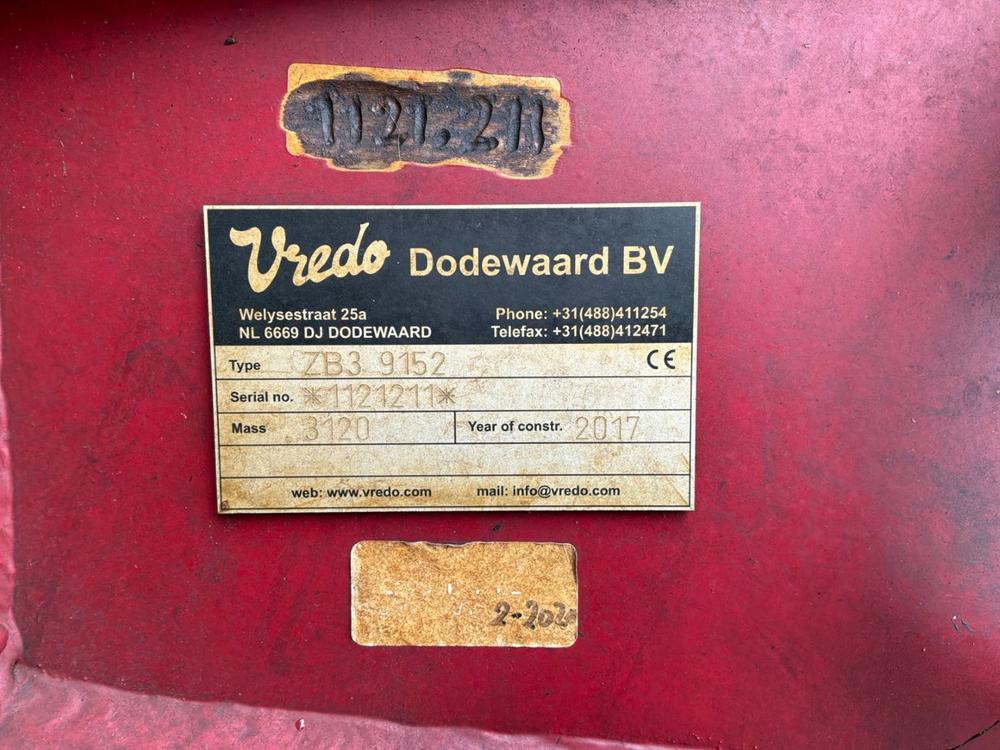 1121.211
Vredo Dodewaard BV
Welysestraat 25a Phone: +31(488)411254
NL 6669 DJ DODEWAARD Telefax: +31(488)412471
Type ZB3 9152 CE
Serial no. *1121211*
Mass 3120 Year of constr. 2017
web: www.vredo.com mail: info@vredo.com